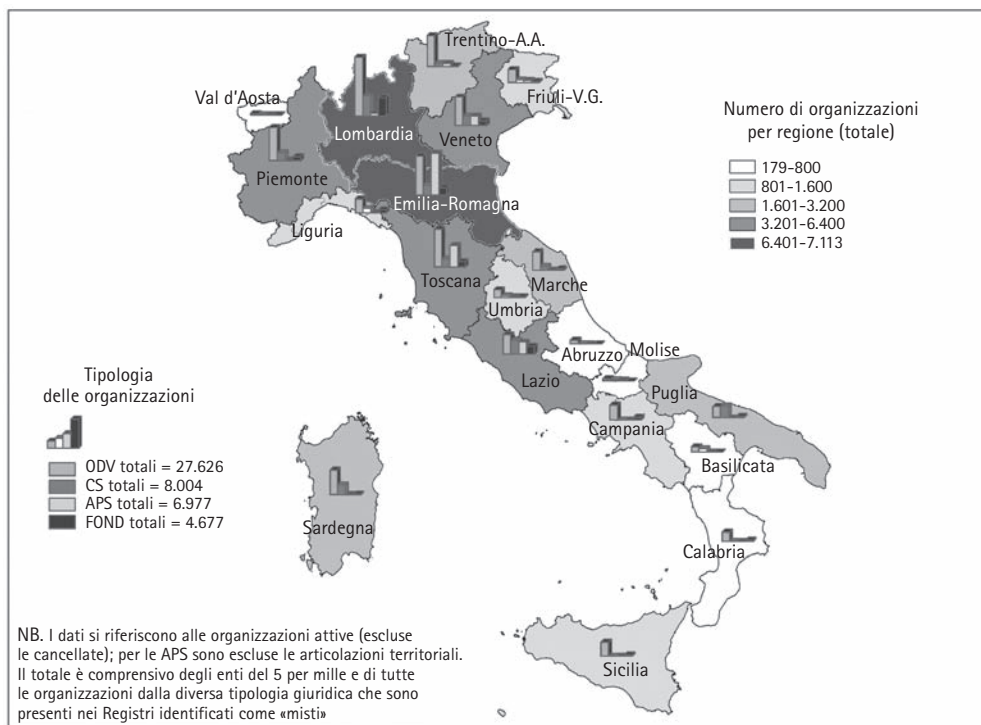 Trentino-A.A.
Val d'Aosta
Friuli-V.G.
Lombardia
Veneto
Piemonte
Emilia-Romagna
Liguria
Toscana
Marche
Umbria
Abruzzo
Molise
Lazio
Puglia
Campania
Basilicata
Sardegna
Calabria
Sicilia
Numero di organizzazioni
per regione (totale)
179-800
801-1.600
1.601-3.200
3.201-6.400
6.401-7.113
Tipologia
delle organizzazioni
ODV totali = 27.626
CS totali = 8.004
APS totali = 6.977
FOND totali = 4.677
NB. I dati si riferiscono alle organizzazioni attive (escluse
le cancellate); per le APS sono escluse le articolazioni territoriali.
Il totale è comprensivo degli enti del 5 per mille e di tutte
le organizzazioni dalla diversa tipologia giuridica che sono
presenti nei Registri identificati come «misti»